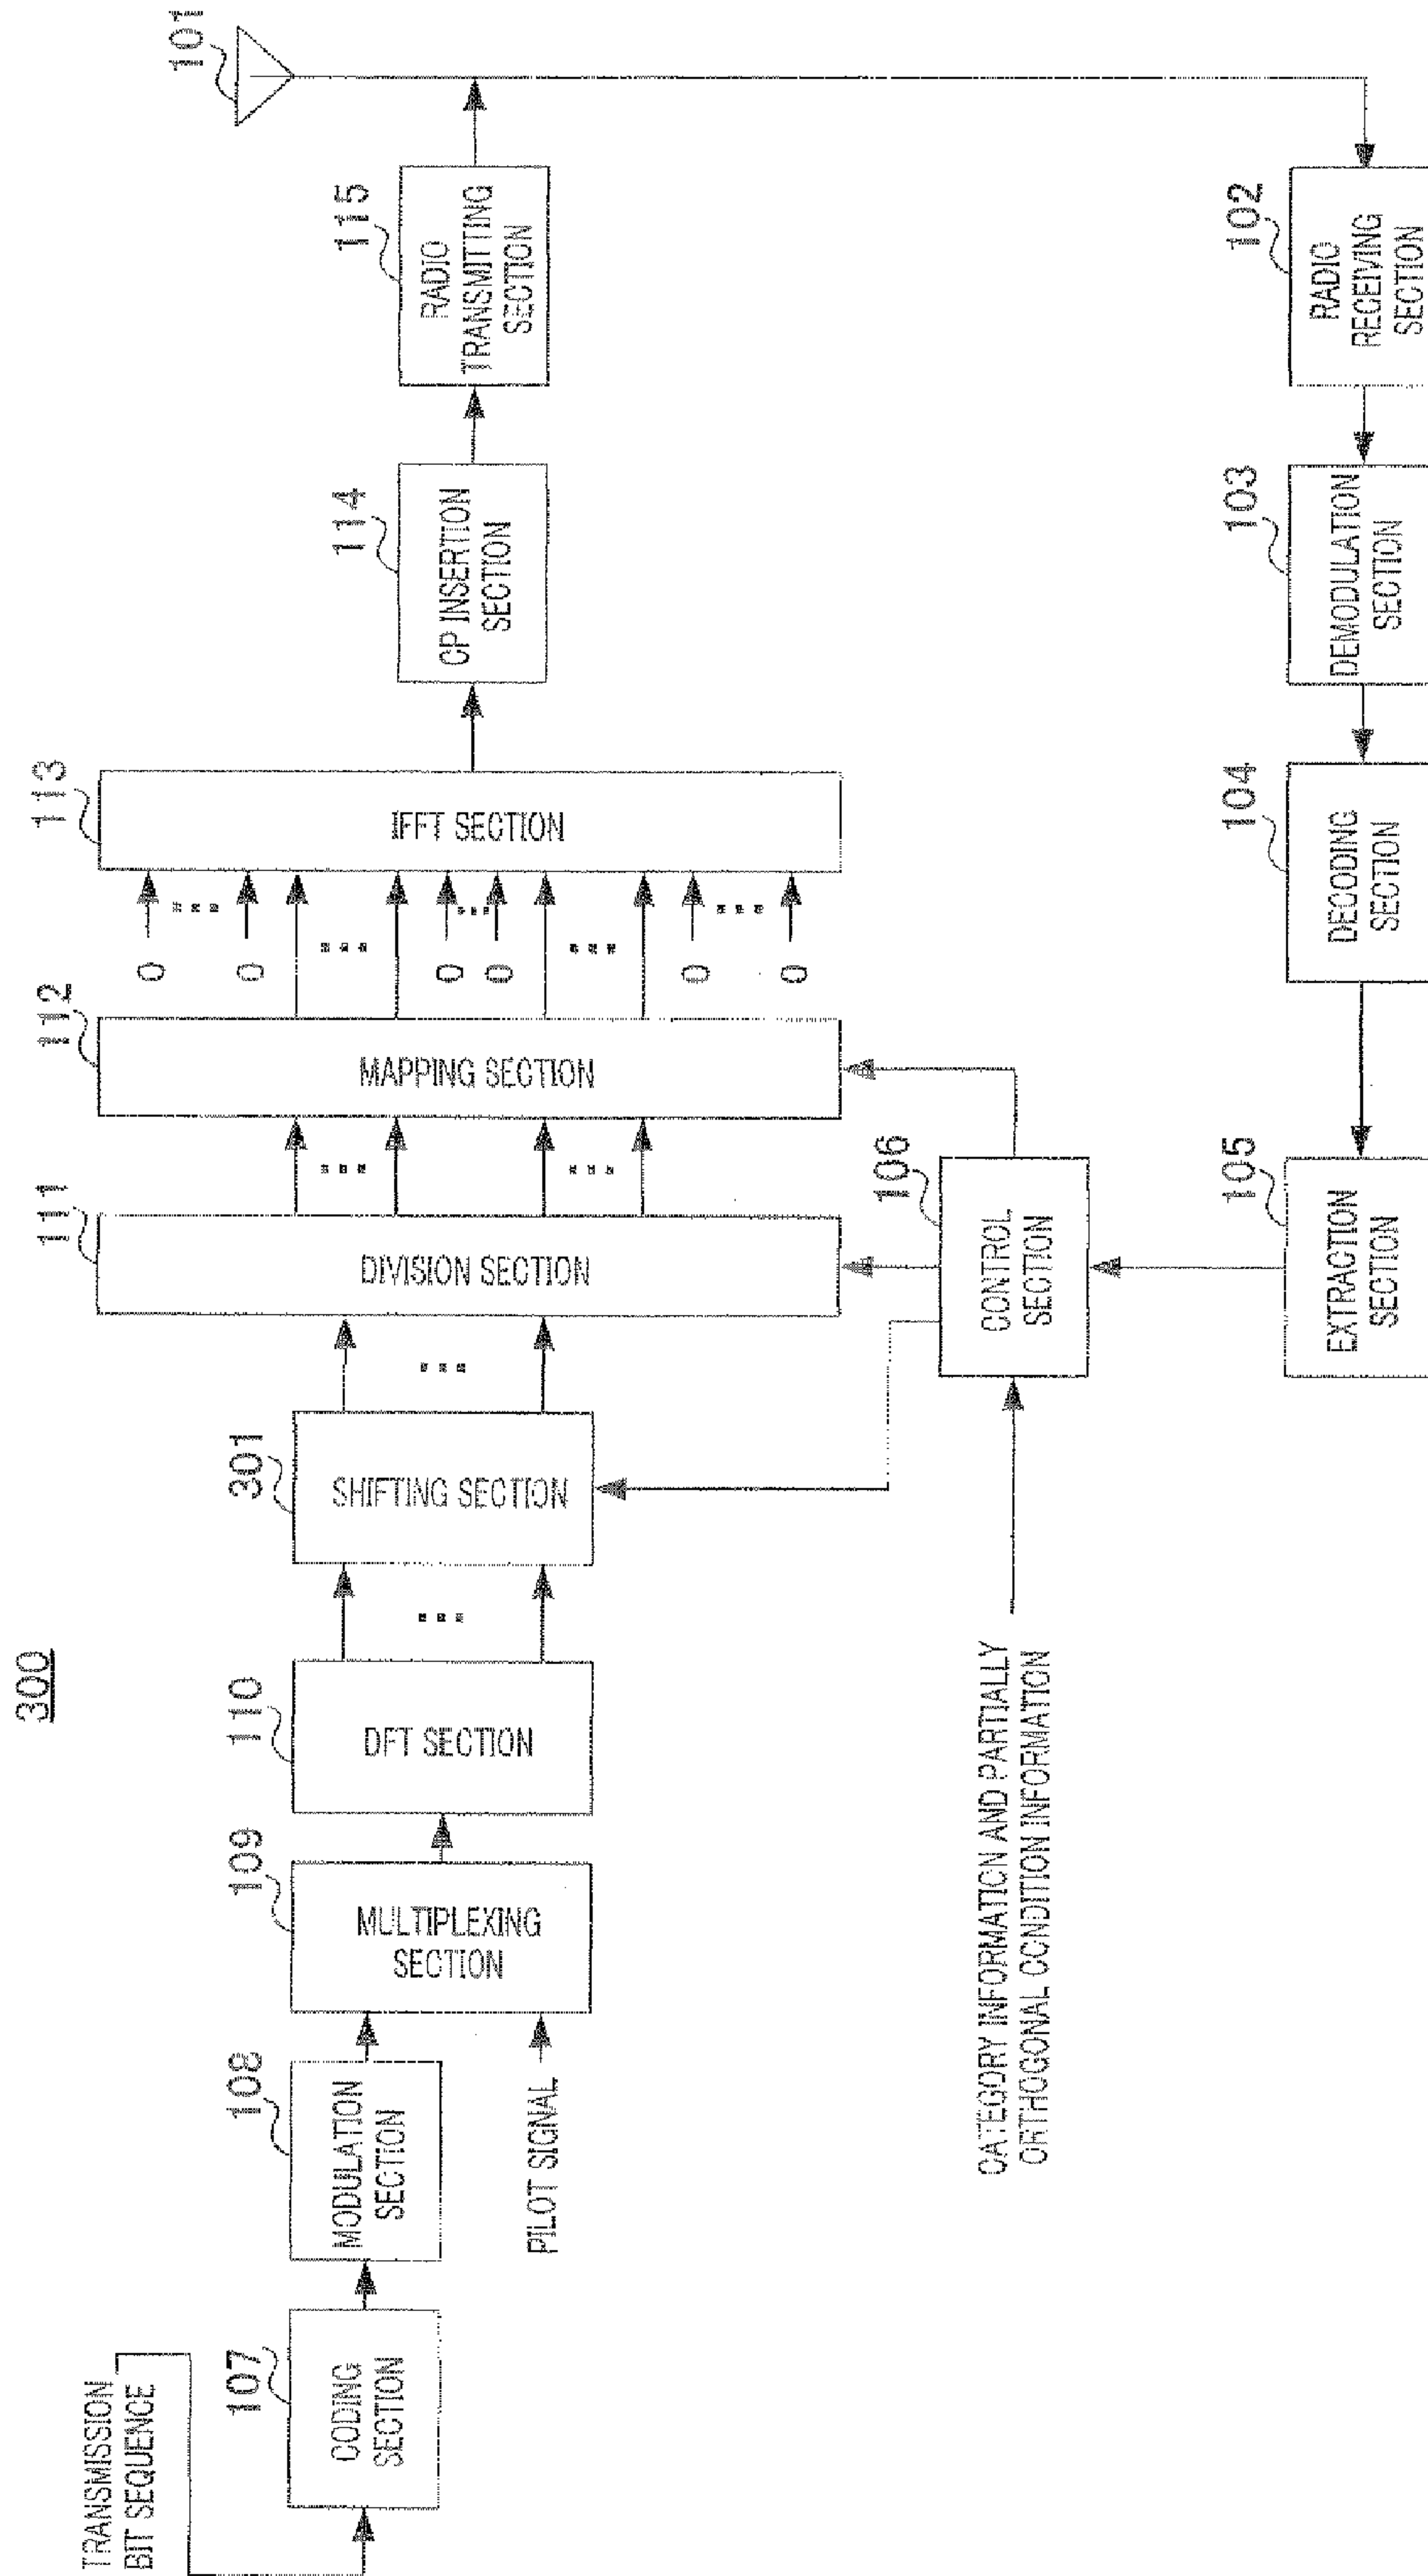 300
TRANSMISSION
BIT SEQUENCE
107
CODING
SECTION
108
MODULATION
SECTION
PILOT SIGNAL
109
MULTIPLEXING
SECTION
110
DFT SECTION
301
SHIFTING SECTION
111
DIVISION SECTION
112
MAPPING SECTION
0
0
0
0
0
0
113
IFFT SECTION
114
CP INSERTION
SECTION
115
RADIO
TRANSMITTING
SECTION
101
CATEGORY INFORMATION AND PARTIALLY
ORTHOGONAL CONDITION INFORMATION
106
CONTROL
SECTION
105
EXTRACTION
SECTION
104
DECODING
SECTION
103
DEMODULATION
SECTION
102
RADIO
RECEIVING
SECTION